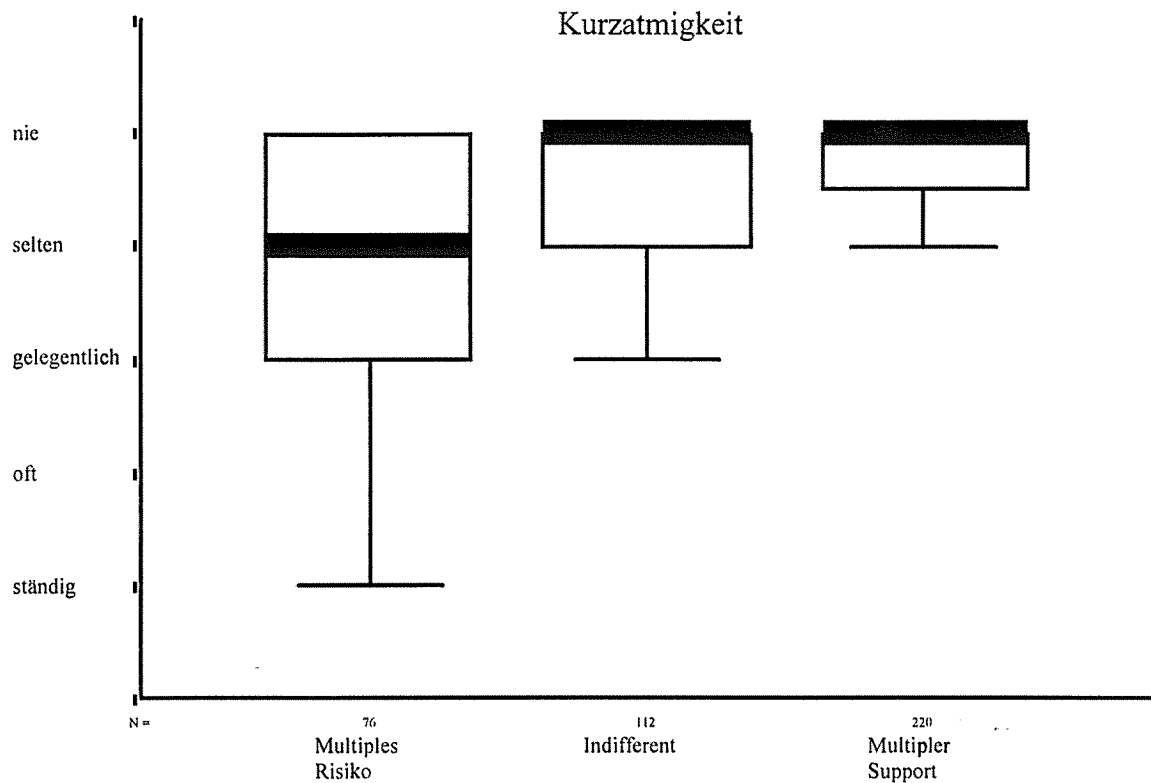 Kurzatmigkeit
nie
selten
gelegentlich
oft
ständig
N = 76 112 220
Multiples Indifferent Multipler
Risiko Support